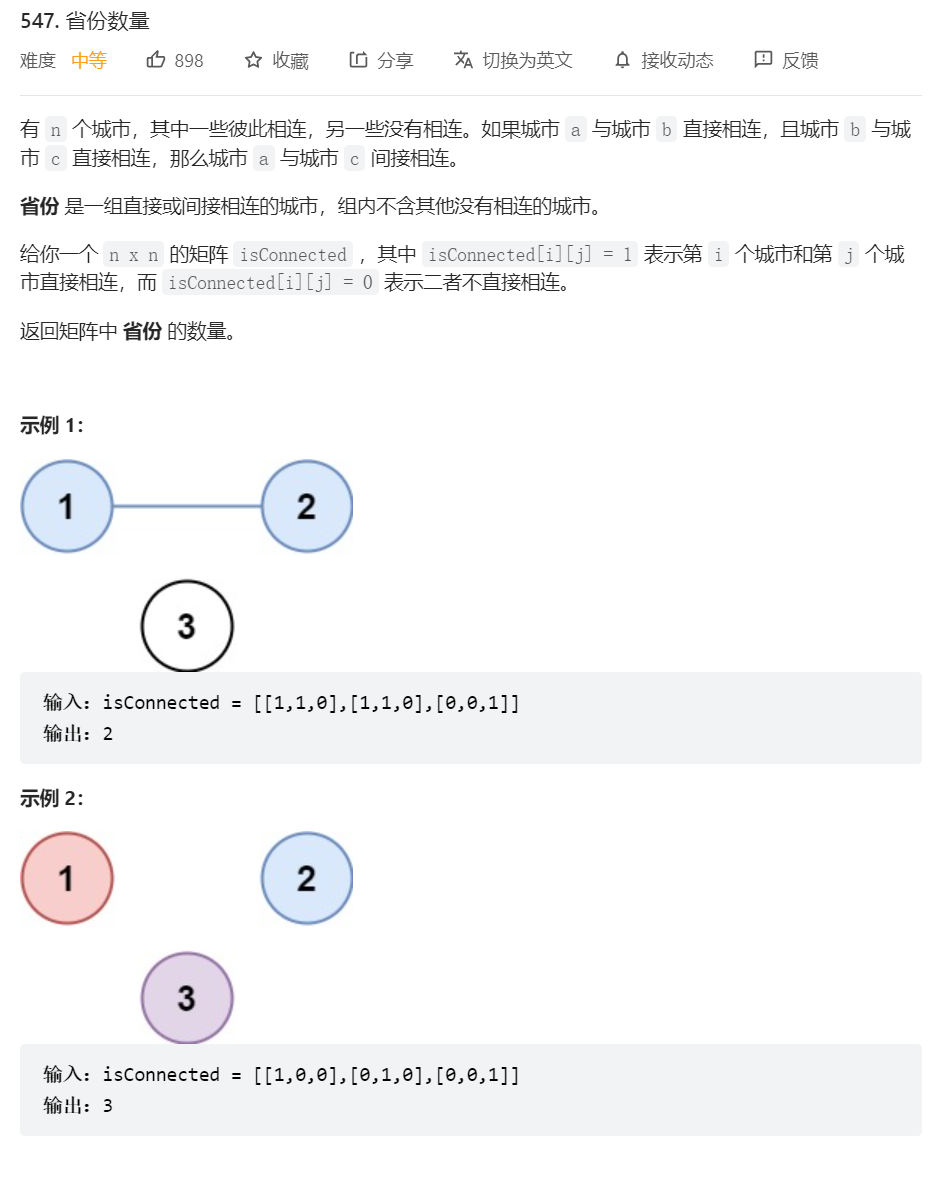 547. 省份数量
难度 中等 898 收藏 分享 切换为英文 接收动态 反馈
有 n 个城市，其中一些彼此相连，另一些没有相连。如果城市 a 与城市 b 直接相连，且城市 b 与城
市 c 直接相连，那么城市 a 与城市 c 间接相连。
省份 是一组直接或间接相连的城市，组内不含其他没有相连的城市。
给你一个 n x n 的矩阵 isConnected ，其中 isConnected[i][j] = 1 表示第 i 个城市和第 j 个城
市直接相连，而 isConnected[i][j] = 0 表示二者不直接相连。
返回矩阵中 省份 的数量。
示例 1：
1 2
3
输入：isConnected = [[1,1,0],[1,1,0],[0,0,1]]
输出：2
示例 2：
1 2
3
输入：isConnected = [[1,0,0],[0,1,0],[0,0,1]]
输出：3